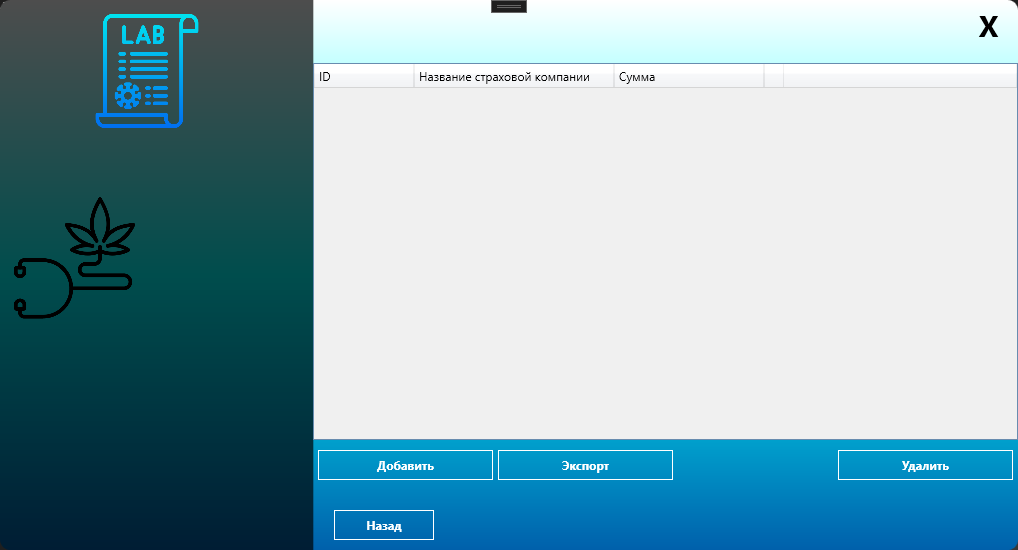 LAB
X
ID Название страховой компании Сумма
Добавить Экспорт Удалить
Назад